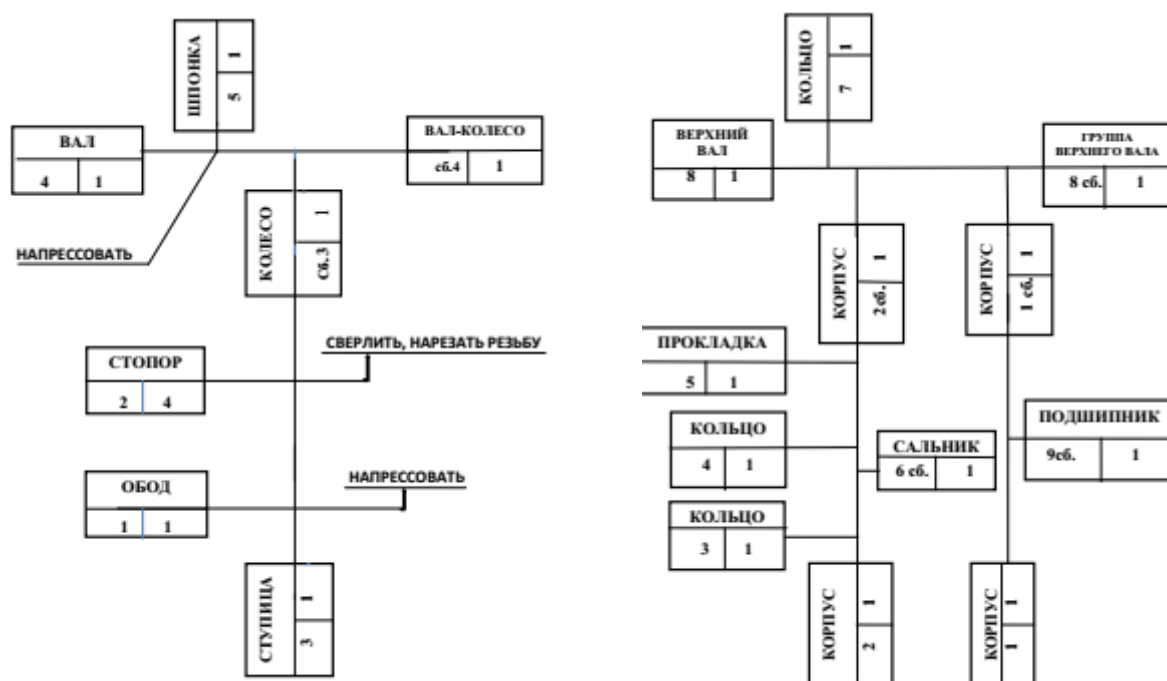 ШПОНКА
1
5
ВАЛ
4 1
ВАЛ-КОЛЕСО
сб.4 1
НАПРЕССОВАТЬ
КОЛЕСО
1
Сб.3
СВЕРЛИТЬ, НАРЕЗАТЬ РЕЗЬБУ
СТОПОР
2 4
НАПРЕССОВАТЬ
ОБОД
1 1
СТУПИЦА
1
3
КОЛЬЦО
1
7
ВЕРХНИЙ
ВАЛ
8 1
ГРУППА
ВЕРХНЕГО ВАЛА
8 сб. 1
КОРПУС
1
2сб.
КОРПУС
1
1 сб.
ПРОКЛАДКА
5 1
КОЛЬЦО
4 1
САЛЬНИК
6 сб. 1
ПОДШИПНИК
9сб. 1
КОЛЬЦО
3 1
КОРПУС
1
2
КОРПУС
1
1